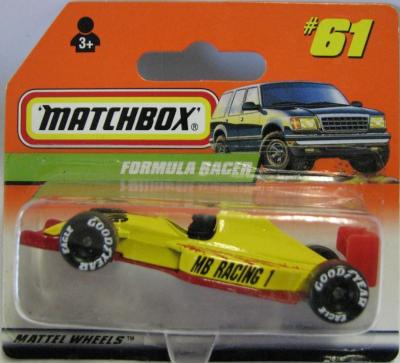 #61
3+
MATCHBOX®
FORMULA RACER
MB RACING 1
GOODYEAR
EAGLE
GOODYEAR
EAGLE
MATTEL WHEELS